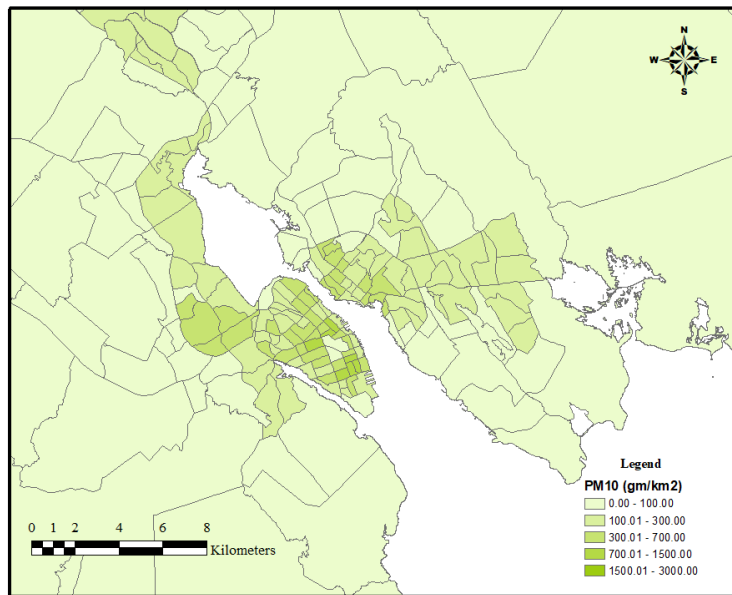 N
W E
S
Legend
PM10 (gm/km2)
0.00 - 100.00
100.01 - 300.00
300.01 - 700.00
700.01 - 1500.00
1500.01 - 3000.00
0 1 2 4 6 8
Kilometers